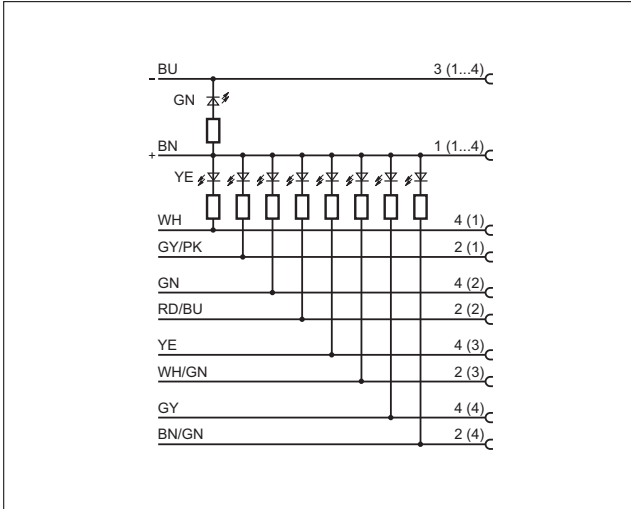 - BU 3 (1...4)
GN
+ BN 1 (1...4)
YE
WH 4 (1)
GY/PK 2 (1)
GN 4 (2)
RD/BU 2 (2)
YE 4 (3)
WH/GN 2 (3)
GY 4 (4)
BN/GN 2 (4)